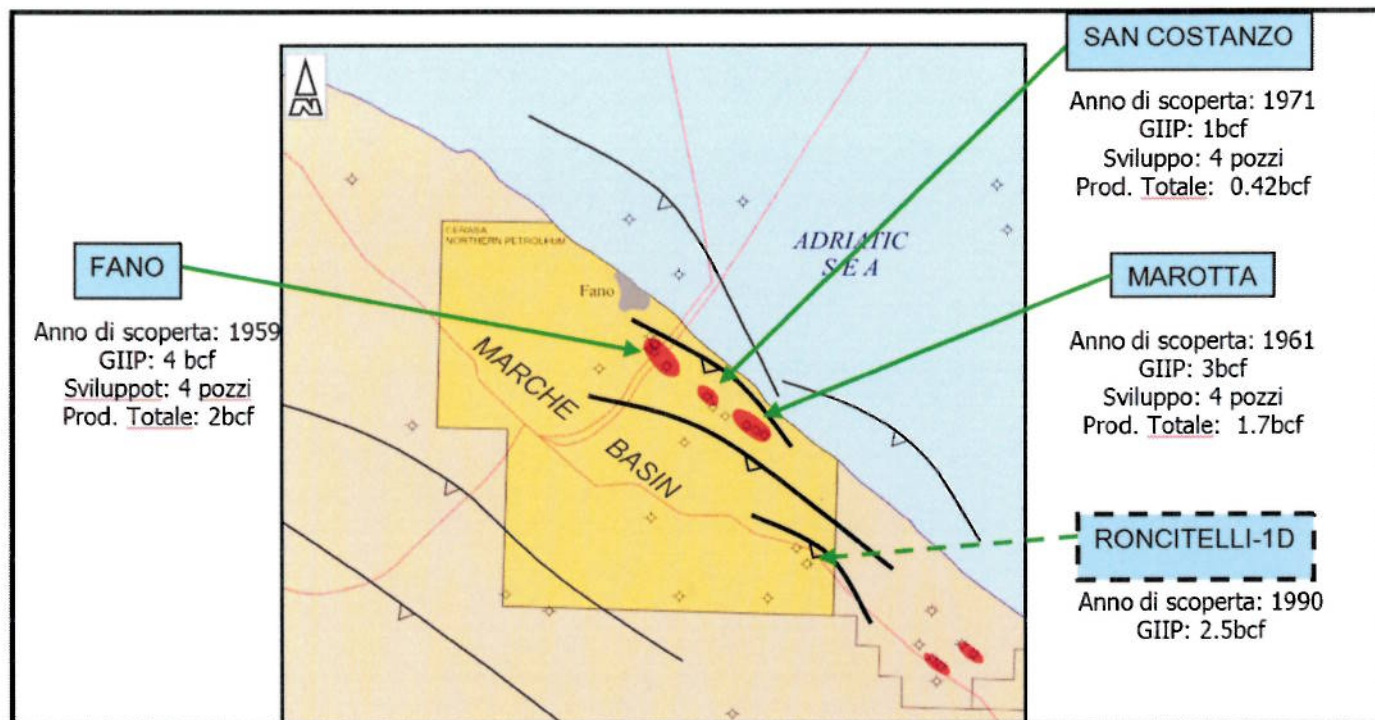 SAN COSTANZO
Anno di scoperta: 1971
GIIP: 1bcf
Sviluppo: 4 pozzi
Prod. Totale: 0.42bcf
N
CERASA
NORTHERN PETROLEUM
ADRIATIC
SEA
FANO
Anno di scoperta: 1959
GIIP: 4 bcf
Sviluppot: 4 pozzi
Prod. Totale: 2bcf
Fano
MAROTTA
Anno di scoperta: 1961
GIIP: 3bcf
Sviluppo: 4 pozzi
Prod. Totale: 1.7bcf
MARCHE
BASIN
RONCITELLI-1D
Anno di scoperta: 1990
GIIP: 2.5bcf